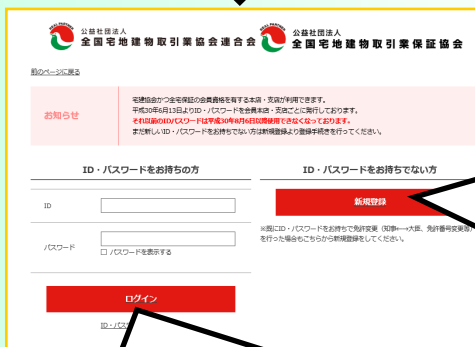 公益社団法人
全国宅地建物取引業協会連合会
公益社団法人
全国宅地建物取引業保証協会
前のページに戻る
お知らせ
宅建協会かつ全宅保証の会員資格を有する本店・支店が利用できます。
平成30年6月13日よりID・パスワードを会員本店・支店ごとに発行しております。
それ以前のID/パスワードは平成30年8月6日以降使用できなくなっております。
まだ新しいID・パスワードをお持ちでない方は新規登録より登録手続きを行ってください。
ID・パスワードをお持ちの方
ID
パスワード
パスワードを表示する
ログイン
ID・パス
ID・パスワードをお持ちでない方
新規登録
※既にID・パスワードをお持ちで免許変更（知事⟷大臣、免許番号変更等）
を行った場合もこちらから新規登録をしてください。